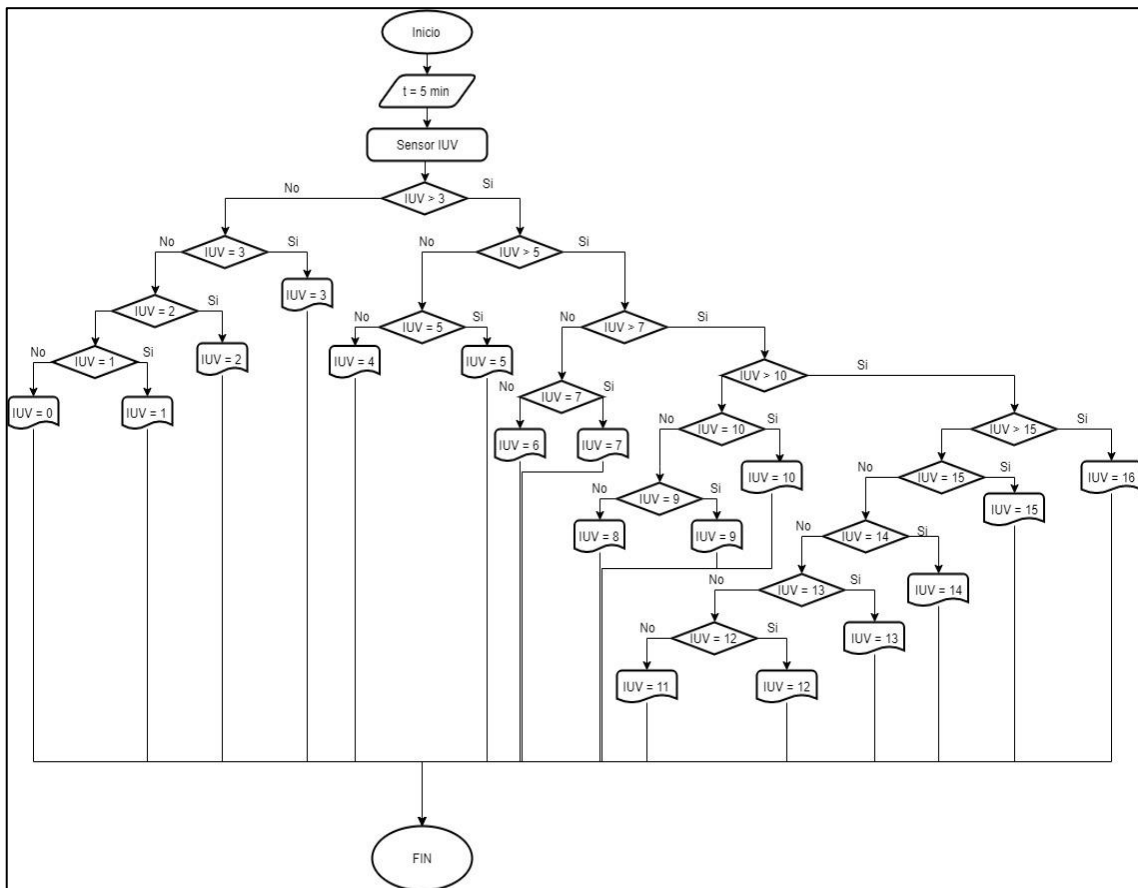 Inicio
t = 5 min
Sensor IUV
No
Si
IUV > 3
No
IUV = 3
Si
No
IUV > 5
Si
IUV = 3
No
IUV = 2
Si
No
IUV = 5
Si
No
IUV > 7
Si
No
IUV = 1
Si
IUV = 2
IUV = 4
IUV = 5
IUV > 10
Si
IUV = 0
IUV = 1
No
IUV = 7
Si
No
IUV = 10
Si
IUV > 15
Si
IUV = 6
IUV = 7
IUV = 10
No
IUV = 15
Si
IUV = 16
No
IUV = 9
Si
IUV = 15
IUV = 8
IUV = 9
No
IUV = 14
Si
No
IUV = 13
Si
IUV = 14
No
IUV = 12
Si
IUV = 13
IUV = 11
IUV = 12
FIN